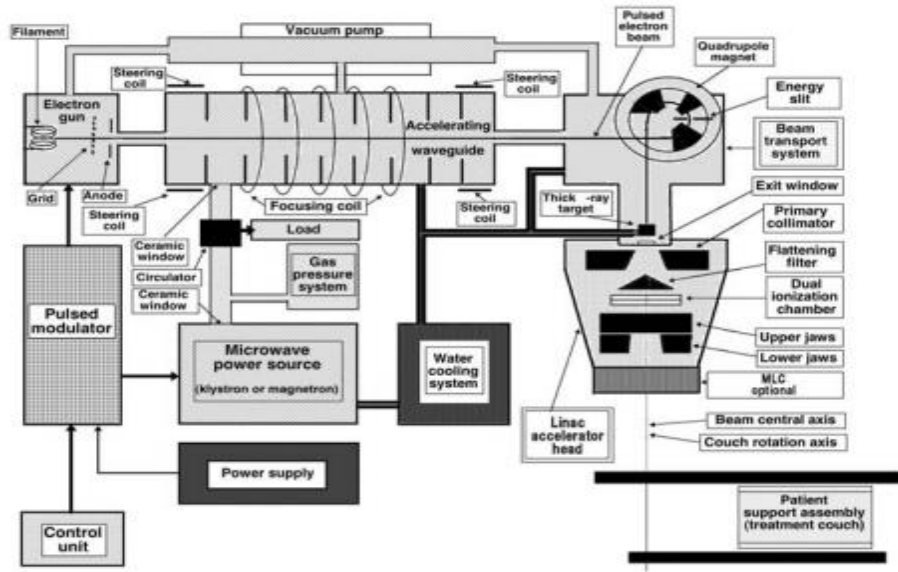 Filament
Vacuum pump
Pulsed
electron
beam
Quadrupole
magnet
Steering
coil
Steering
coil
Energy
slit
Electron
gun
Accelerating
waveguide
Beam
transport
system
Grid
Anode
Steering
coil
Focusing coil
Steering
coil
Thick -ray
target
Exit window
Primary
collimator
Ceramic
window
Load
Circulator
Gas
pressure
system
Flattening
filter
Ceramic
window
Dual
ionization
chamber
Pulsed
modulator
Microwave
power source
(klystron or magnetron)
Water
cooling
system
Upper jaws
Lower jaws
MLC
optional
Linac
accelerator
head
Beam central axis
Couch rotation axis
Power supply
Control
unit
Patient
support assembly
(treatment couch)